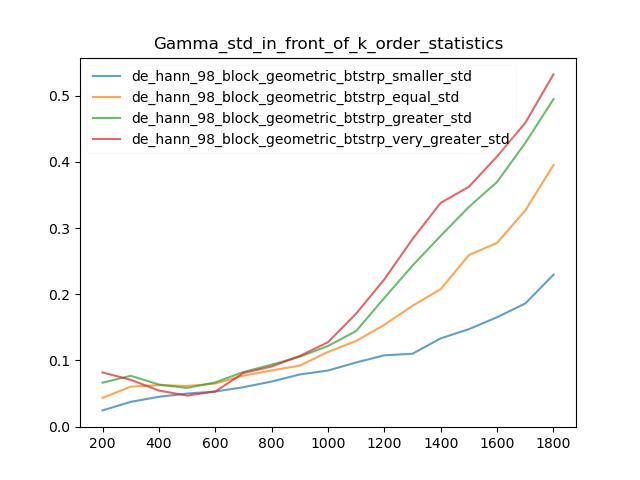 Gamma_std_in_front_of_k_order_statistics
de_hann_98_block_geometric_btstrp_smaller_std
de_hann_98_block_geometric_btstrp_equal_std
de_hann_98_block_geometric_btstrp_greater_std
de_hann_98_block_geometric_btstrp_very_greater_std
0.5
0.4
0.3
0.2
0.1
0.0
200 400 600 800 1000 1200 1400 1600 1800